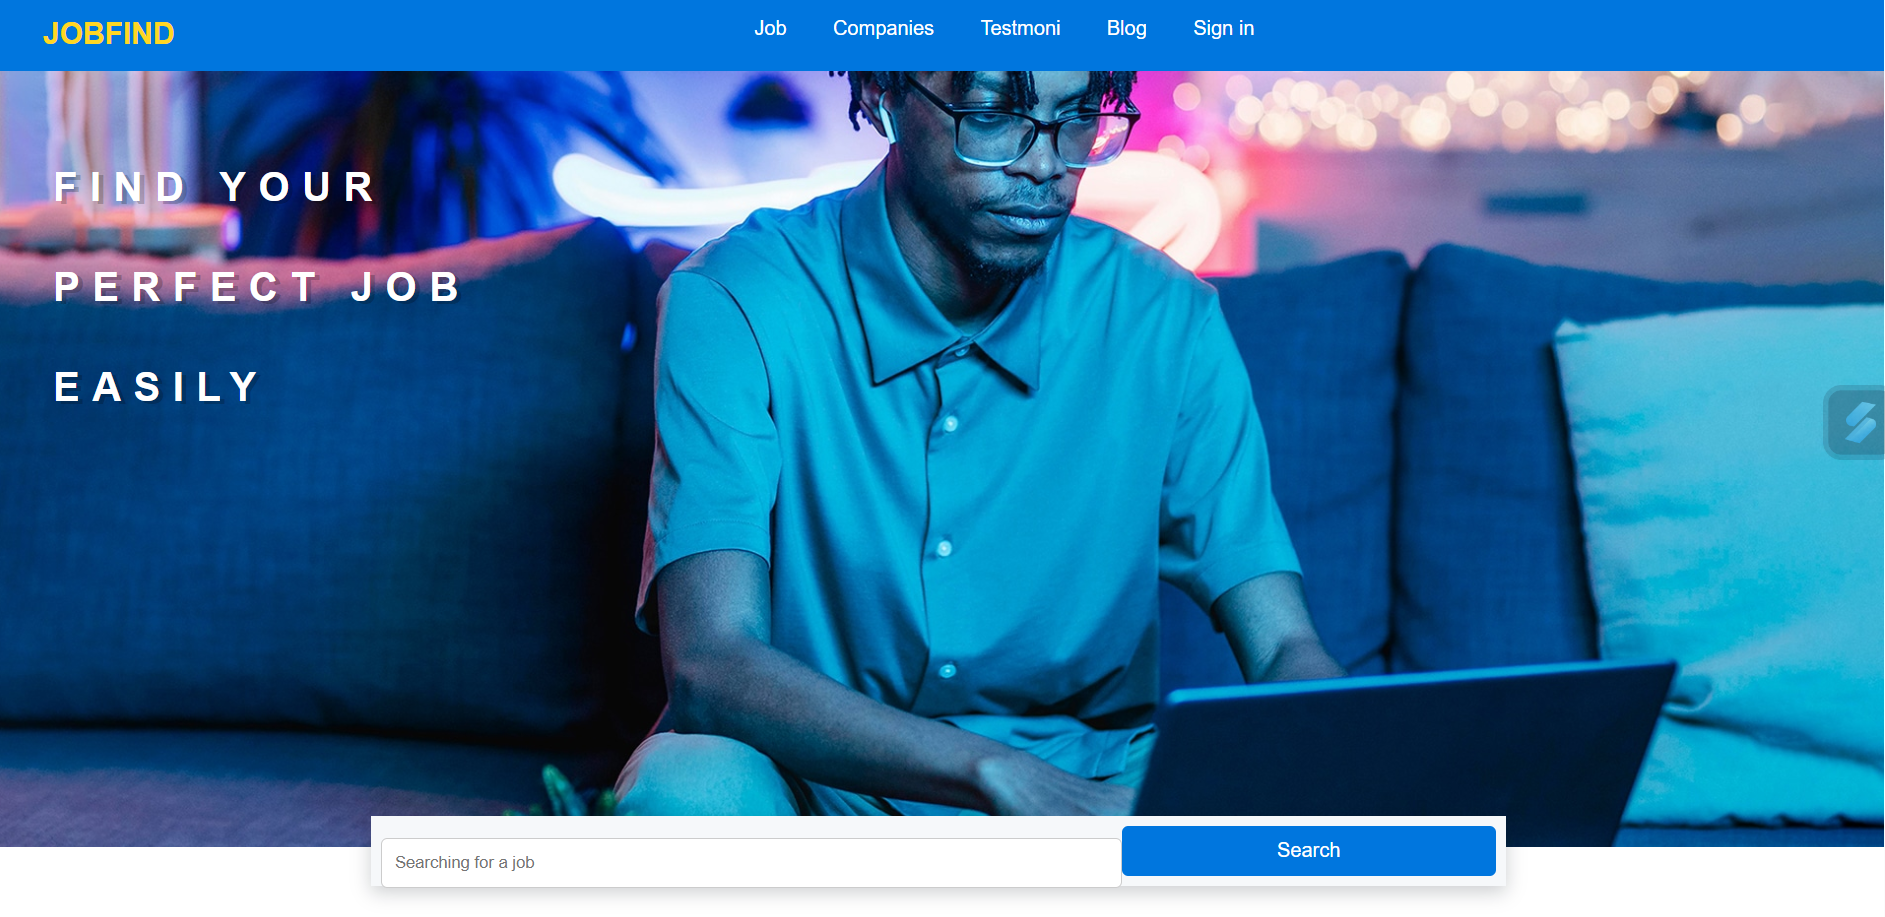 JOBFIND
Job Companies Testmoni Blog Sign in
FIND YOUR
PERFECT JOB
EASILY
Searching for a job
Search